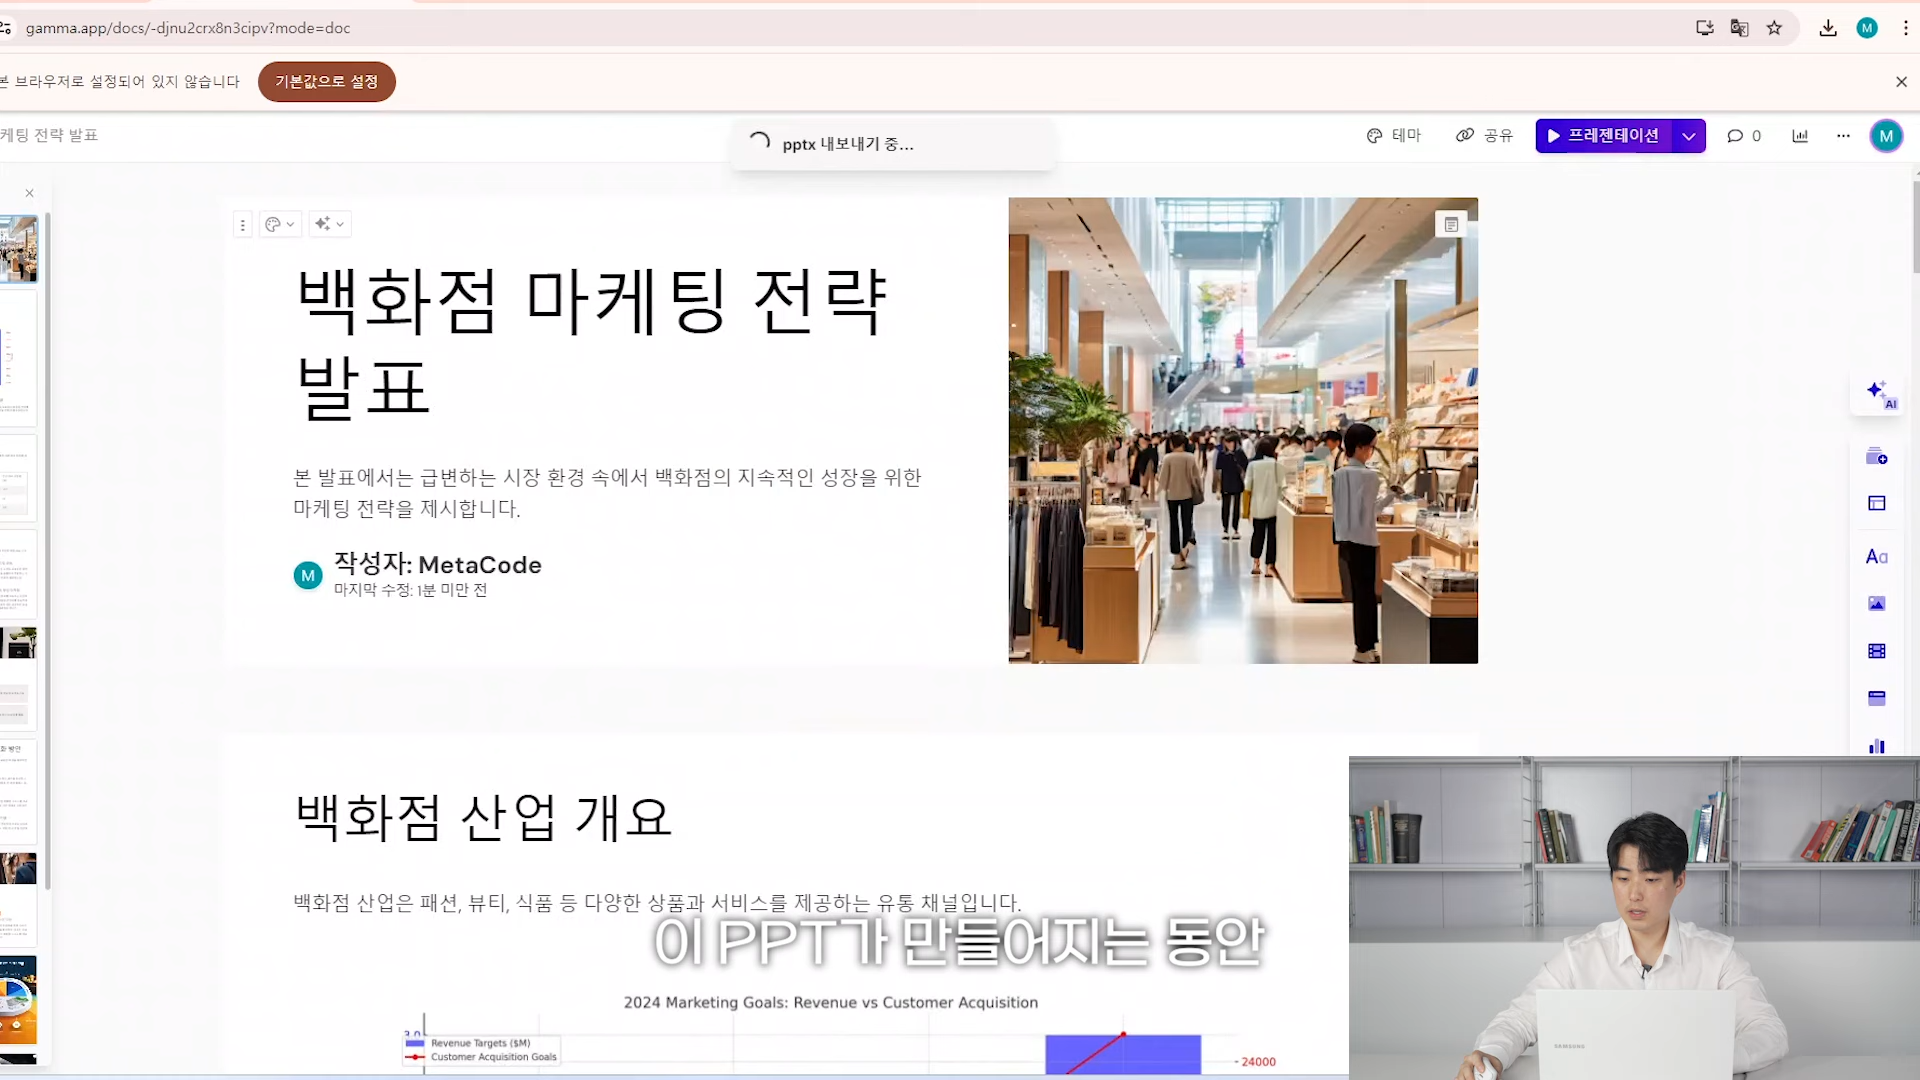 gamma.app/docs/-djnu2crx8n3cipv?mode=doc
M
본 브라우저로 설정되어 있지 않습니다
기본값으로 설정
케팅 전략 발표
pptx 내보내기 중...
테마
공유
프레젠테이션
0
M
백화점 마케팅 전략
발표
본 발표에서는 급변하는 시장 환경 속에서 백화점의 지속적인 성장을 위한
마케팅 전략을 제시합니다.
M
작성자: MetaCode
마지막 수정: 1분 미만 전
AI
Aa
백화점 산업 개요
백화점 산업은 패션, 뷰티, 식품 등 다양한 상품과 서비스를 제공하는 유통 채널입니다.
이 PPT가 만들어지는 동안
2024 Marketing Goals: Revenue vs Customer Acquisition
3.0
Revenue Targets ($M)
Customer Acquisition Goals
24000
SAMSUNG